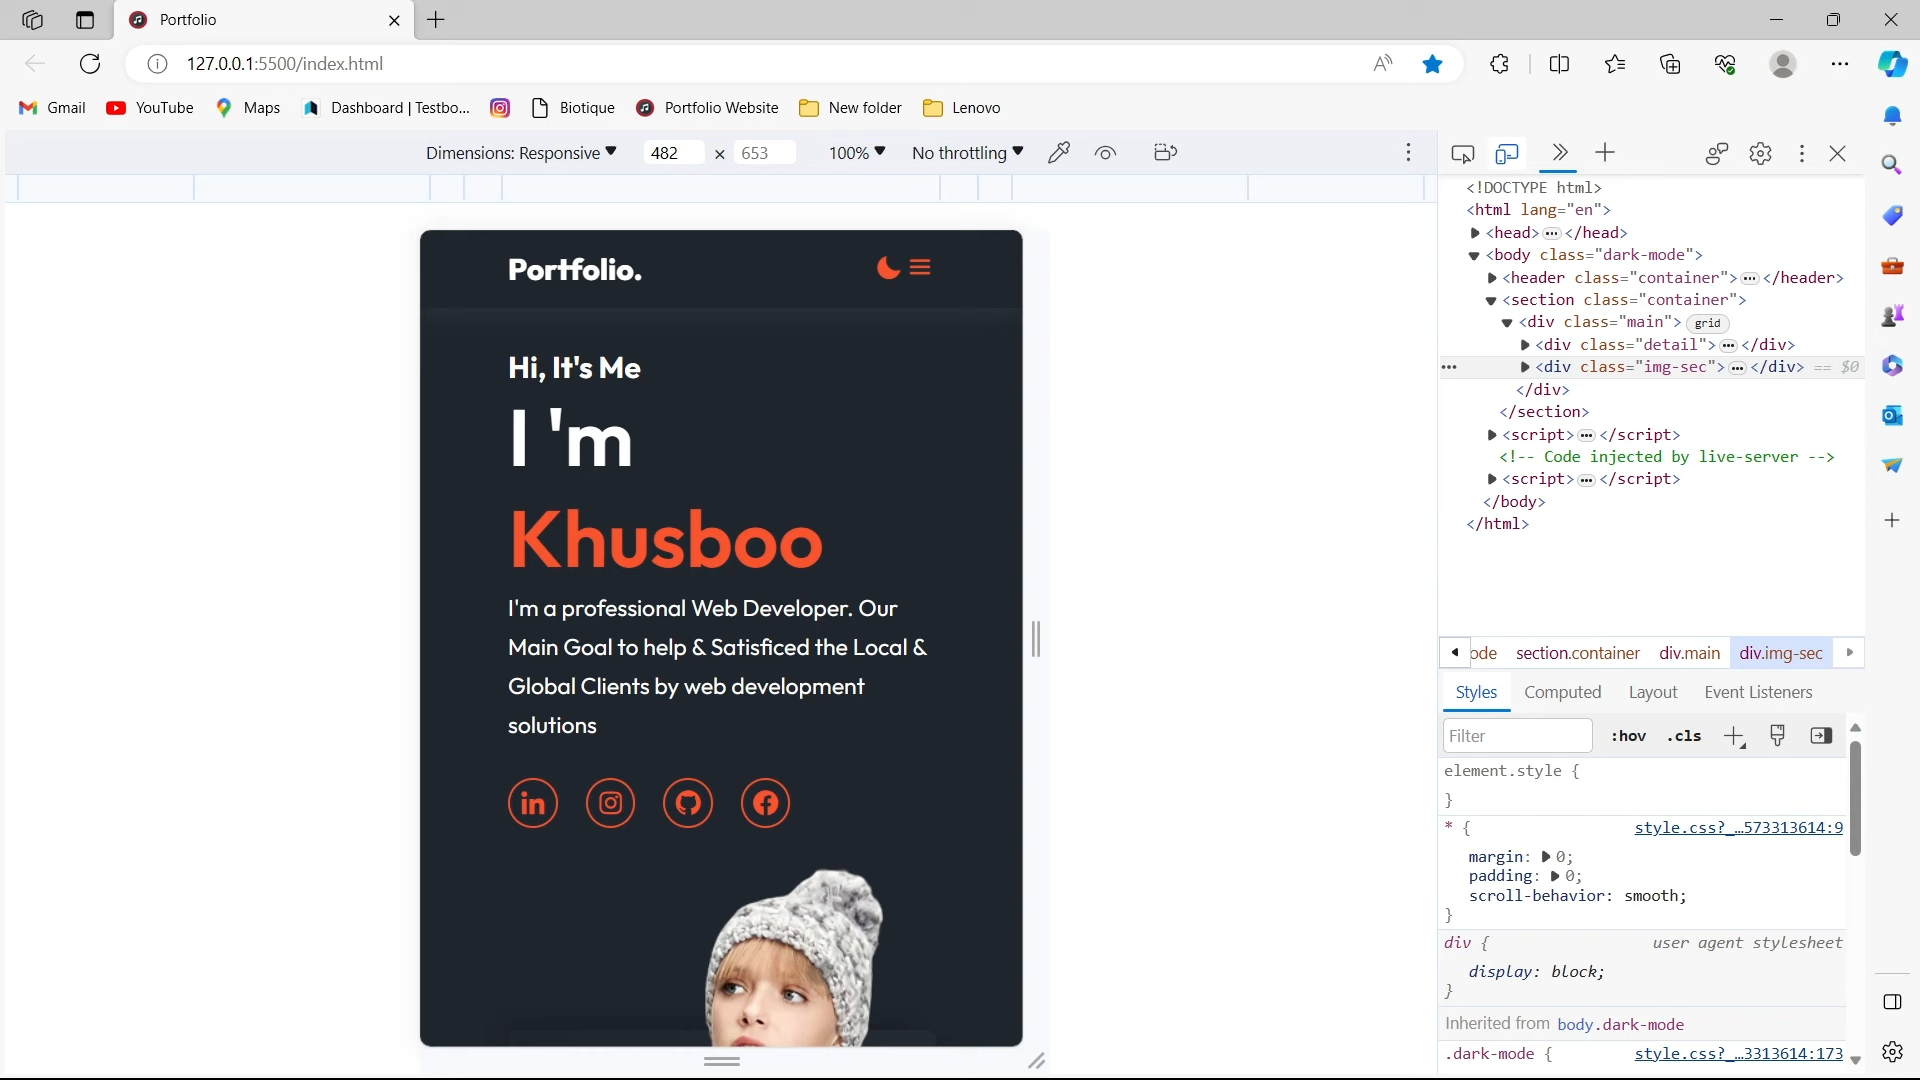 Portfolio
127.0.0.1:5500/index.html
Gmail YouTube Maps Dashboard | Testbo... Biotique Portfolio Website New folder Lenovo
Dimensions: Responsive 482 × 653 100% No throttling
Portfolio.
Hi, It's Me
I 'm
Khusboo
I'm a professional Web Developer. Our
Main Goal to help & Satisficed the Local &
Global Clients by web development
solutions
<!DOCTYPE html>
<html lang="en">
<head> ••• </head>
<body class="dark-mode">
<header class="container"> ••• </header>
<section class="container">
<div class="main"> grid
<div class="detail"> ••• </div>
••• <div class="img-sec"> ••• </div> == $0
</div>
</section>
<script> ••• </script>
<!-- Code injected by live-server -->
<script> ••• </script>
</body>
</html>
ode section.container div.main div.img-sec
Styles Computed Layout Event Listeners
Filter :hov .cls
element.style {
}
* { style.css?_…573313614:9
margin: 0;
padding: 0;
scroll-behavior: smooth;
}
div { user agent stylesheet
display: block;
}
Inherited from body.dark-mode
.dark-mode { style.css?_…3313614:173